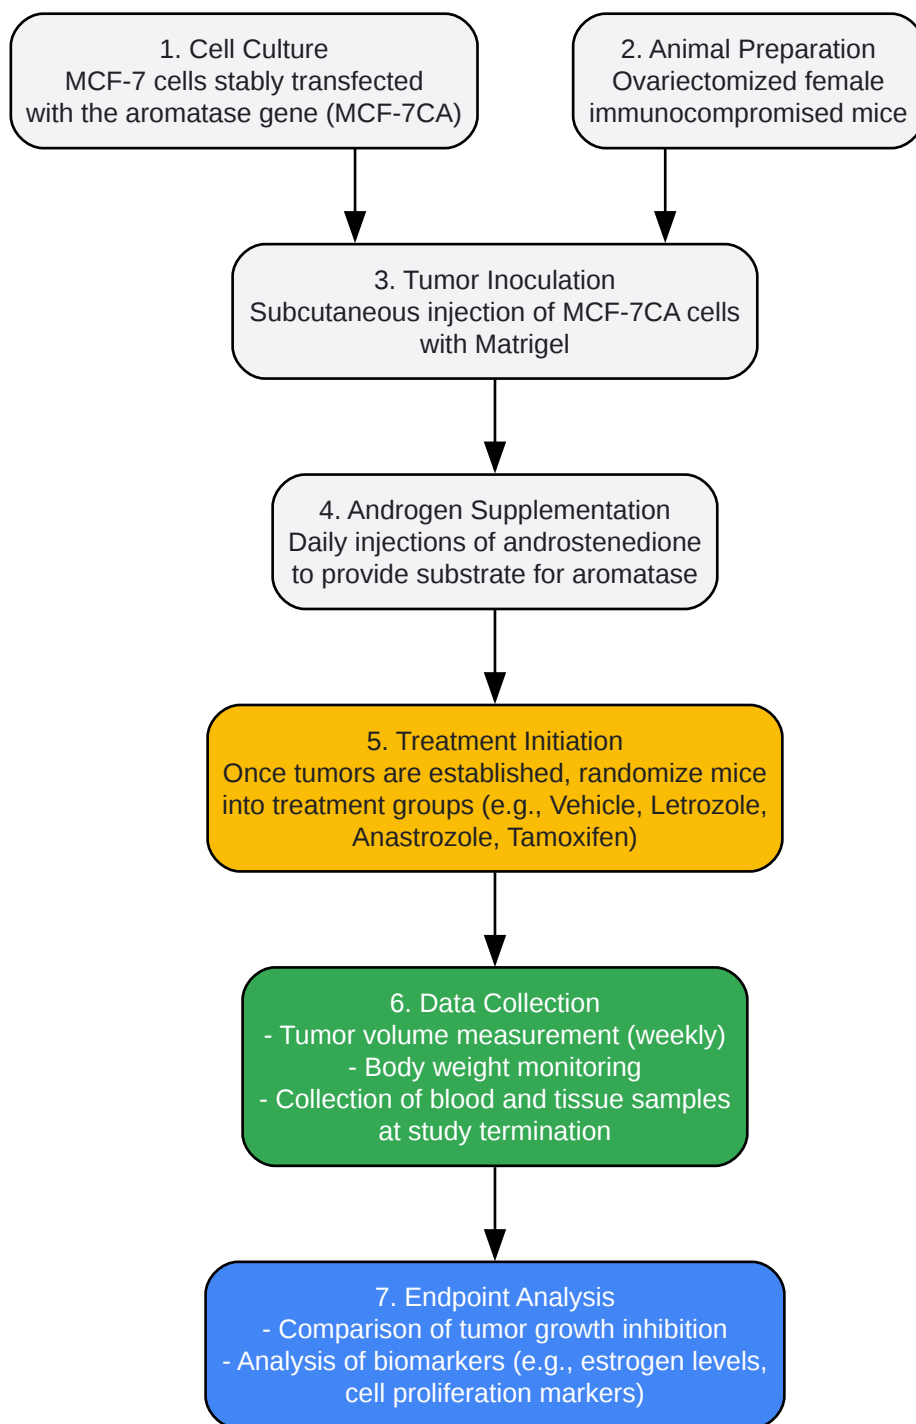 1. Cell Culture
MCF-7 cells stably transfected
with the aromatase gene (MCF-7CA)
2. Animal Preparation
Ovariectomized female
immunocompromised mice
3. Tumor Inoculation
Subcutaneous injection of MCF-7CA cells
with Matrigel
4. Androgen Supplementation
Daily injections of androstenedione
to provide substrate for aromatase
5. Treatment Initiation
Once tumors are established, randomize mice
into treatment groups (e.g., Vehicle, Letrozole,
Anastrozole, Tamoxifen)
6. Data Collection
- Tumor volume measurement (weekly)
- Body weight monitoring
- Collection of blood and tissue samples
at study termination
7. Endpoint Analysis
- Comparison of tumor growth inhibition
- Analysis of biomarkers (e.g., estrogen levels,
cell proliferation markers)